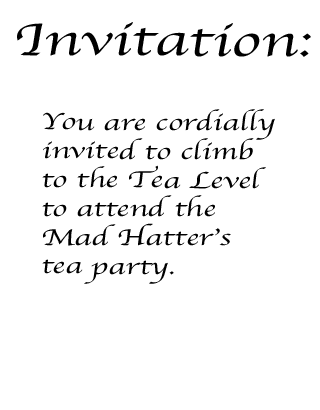 Invitation:
You are cordially
invited to climb
to the Tea Level
to attend the
Mad Hatter's
tea party.